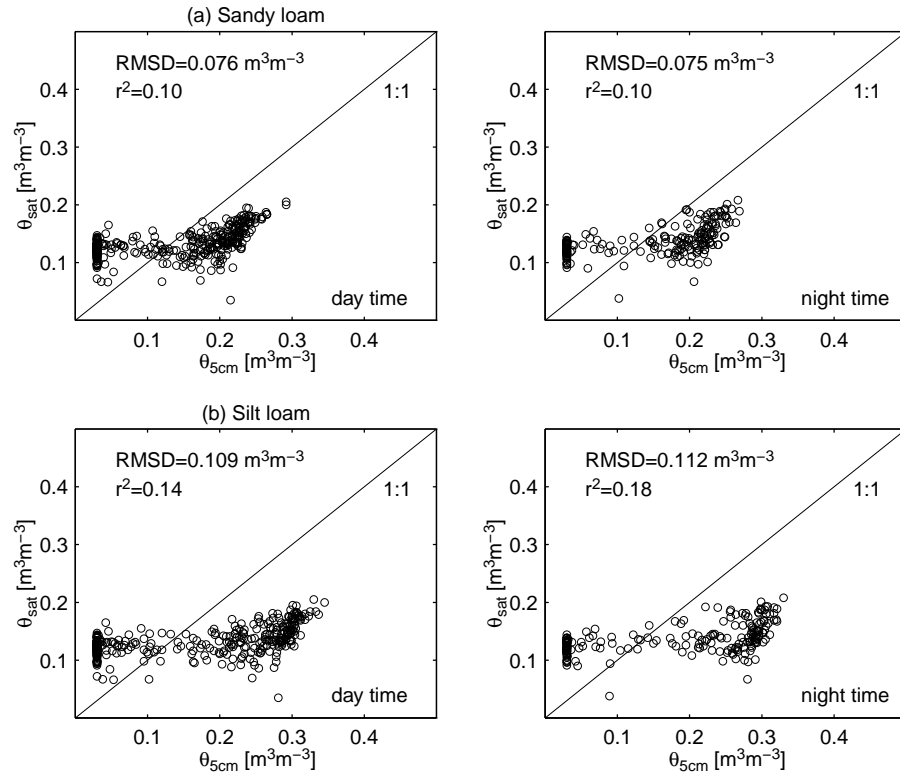 (a) Sandy loam
RMSD=0.076 m³m⁻³
r²=0.10
1:1
0.4
0.3
0.2
0.1
θsat [m³m⁻³]
day time
0.1 0.2 0.3 0.4
θ5cm [m³m⁻³]
RMSD=0.075 m³m⁻³
r²=0.10
1:1
0.4
0.3
0.2
0.1
θsat [m³m⁻³]
night time
0.1 0.2 0.3 0.4
θ5cm [m³m⁻³]
(b) Silt loam
RMSD=0.109 m³m⁻³
r²=0.14
1:1
0.4
0.3
0.2
0.1
θsat [m³m⁻³]
day time
0.1 0.2 0.3 0.4
θ5cm [m³m⁻³]
RMSD=0.112 m³m⁻³
r²=0.18
1:1
0.4
0.3
0.2
0.1
θsat [m³m⁻³]
night time
0.1 0.2 0.3 0.4
θ5cm [m³m⁻³]